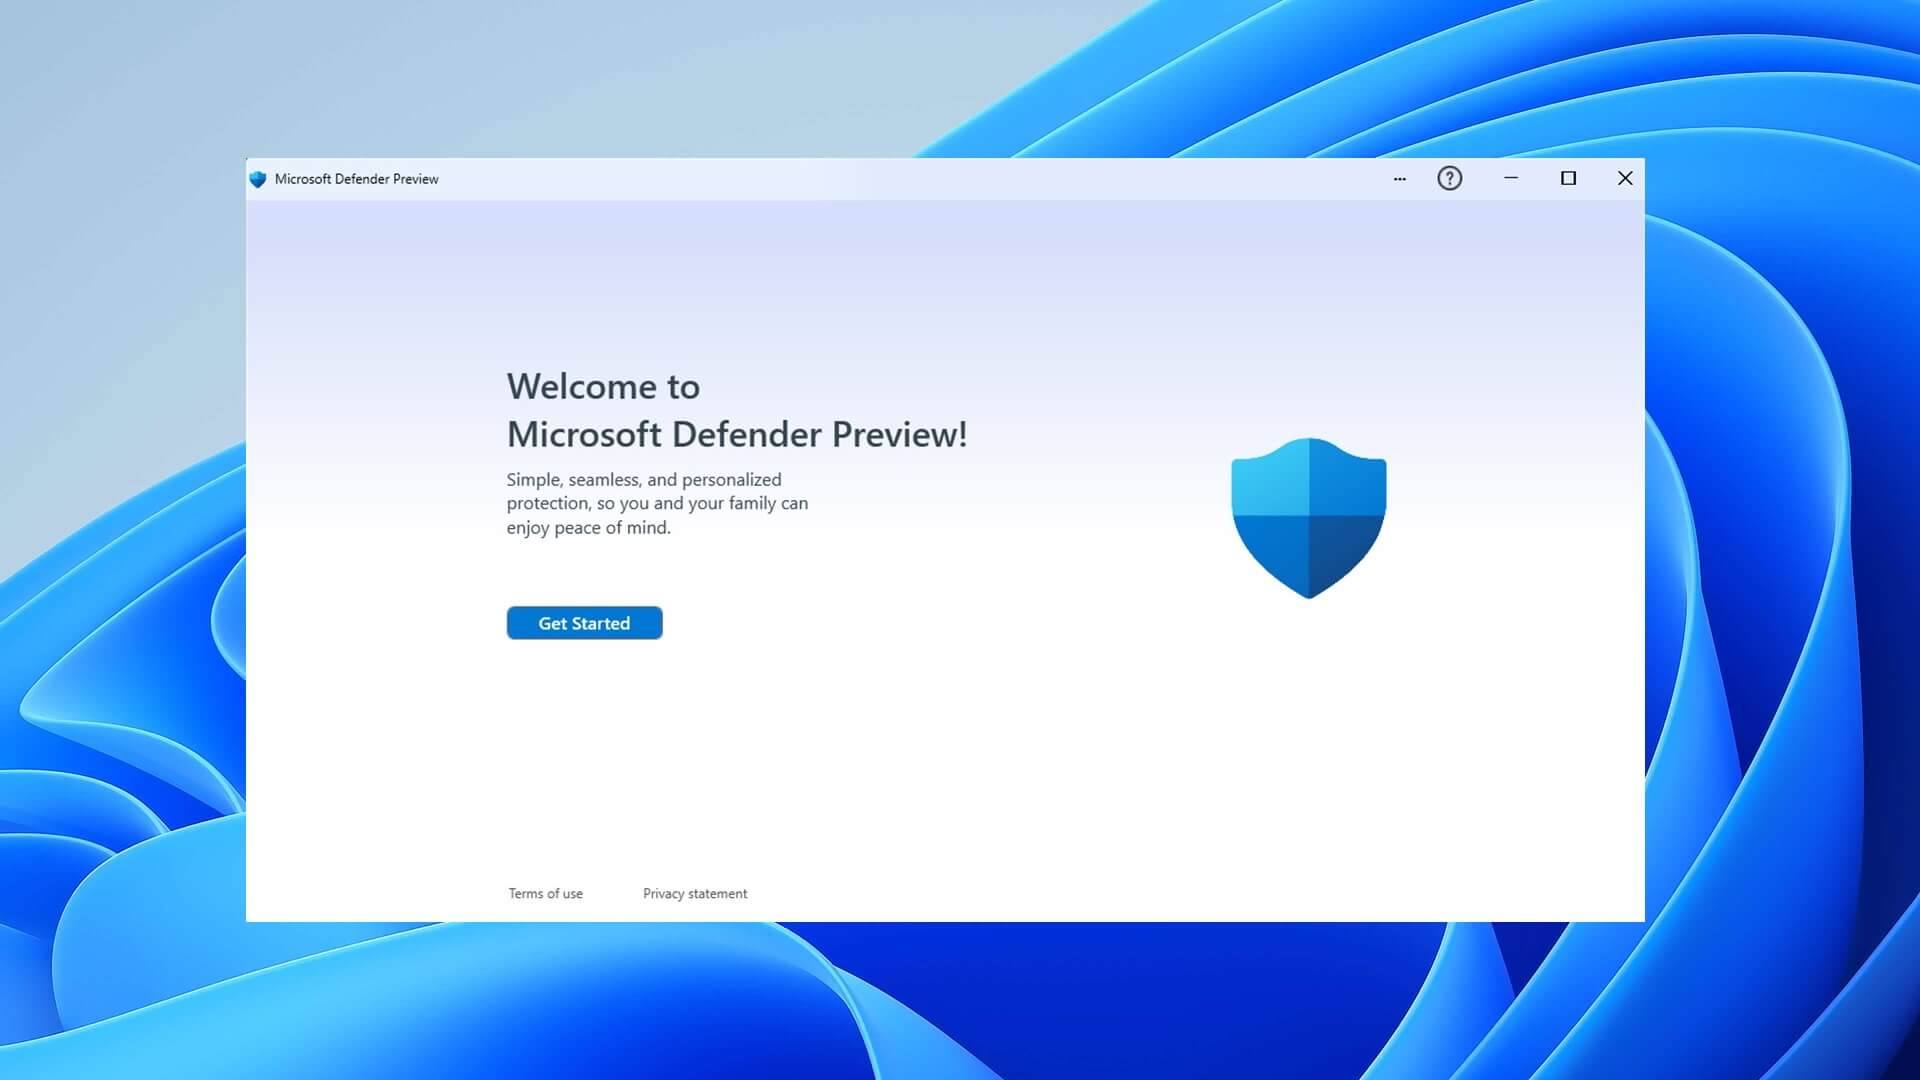 Microsoft Defender Preview
Welcome to
Microsoft Defender Preview!
Simple, seamless, and personalized
protection, so you and your family can
enjoy peace of mind.
Get Started
Terms of use
Privacy statement